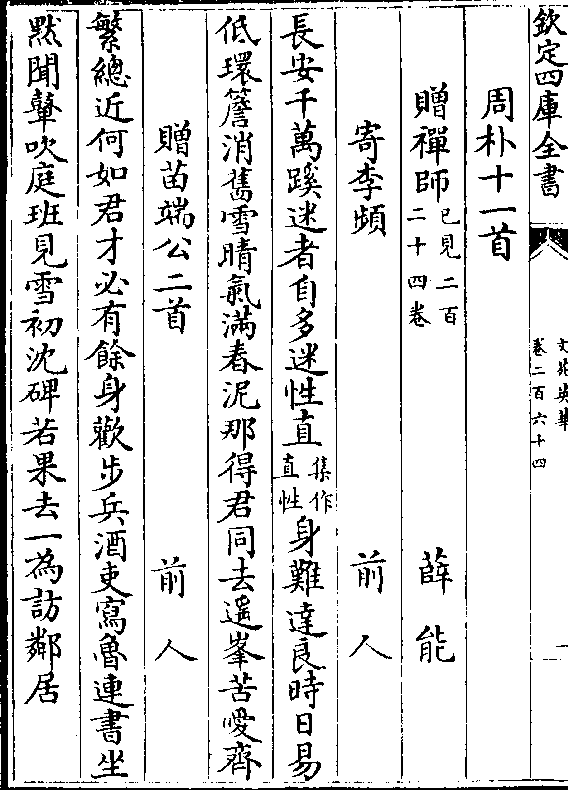 欽定四庫全書
文苑英華
卷二百六十四
一
周朴十一首
贈禪師已見二百二十四卷 薛能
寄李頻 前人
長安千萬蹊迷者自多迷性直集作直性身難達良時日易
低環簷消舊雪晴氣滿春泥那得君同去遙峯苦愛齊
贈苗端公二首 前人
繁總近何如君才必有餘身歡步兵酒吏寫魯連書坐
黙聞鼙吹庭班見雪初沈碑若果去一為訪鄰居